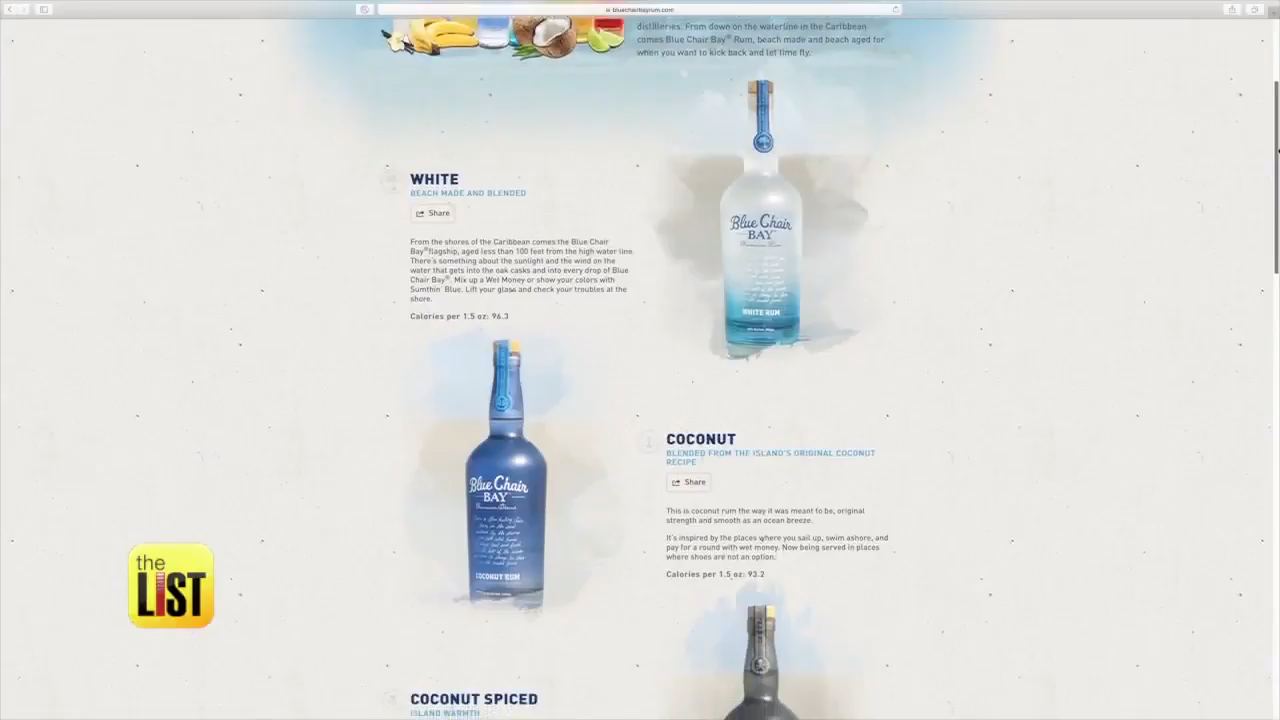 bluechairbayrum.com
distilleries. From down on the waterline in the Caribbean
comes Blue Chair Bay® Rum, beach made and beach aged for
when you want to kick back and let time fly.
WHITE
BEACH MADE AND BLENDED
Share
From the shores of the Caribbean comes the Blue Chair
Bay® flagship, aged less than 100 feet from the high water line.
There's something about the sunlight and the wind on the
water that gets into the oak casks and into every drop of Blue
Chair Bay®. Mix up a Wet Money or show your colors with
Sumthin' Blue. Lift your glass and check your troubles at the
shore.
Calories per 1.5 oz: 96.3
Blue Chair
BAY
Premium Rum
WHITE RUM
COCONUT
BLENDED FROM THE ISLAND'S ORIGINAL COCONUT
RECIPE
Share
This is coconut rum the way it was meant to be, original
strength and smooth as an ocean breeze.
It's inspired by the places where you sail up, swim ashore, and
pay for a round with wet money. Now being served in places
where shoes are not an option.
Calories per 1.5 oz: 93.2
Blue Chair
BAY
COCONUT RUM
the
LIST
COCONUT SPICED
ISLAND WARMTH